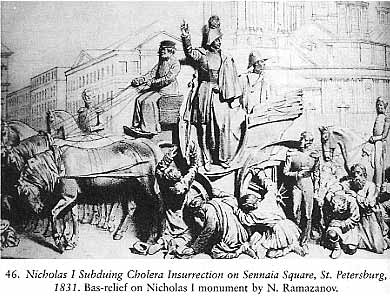 46. Nicholas I Subduing Cholera Insurrection on Sennaia Square, St. Petersburg,
1831. Bas-relief on Nicholas I monument by N. Ramazanov.